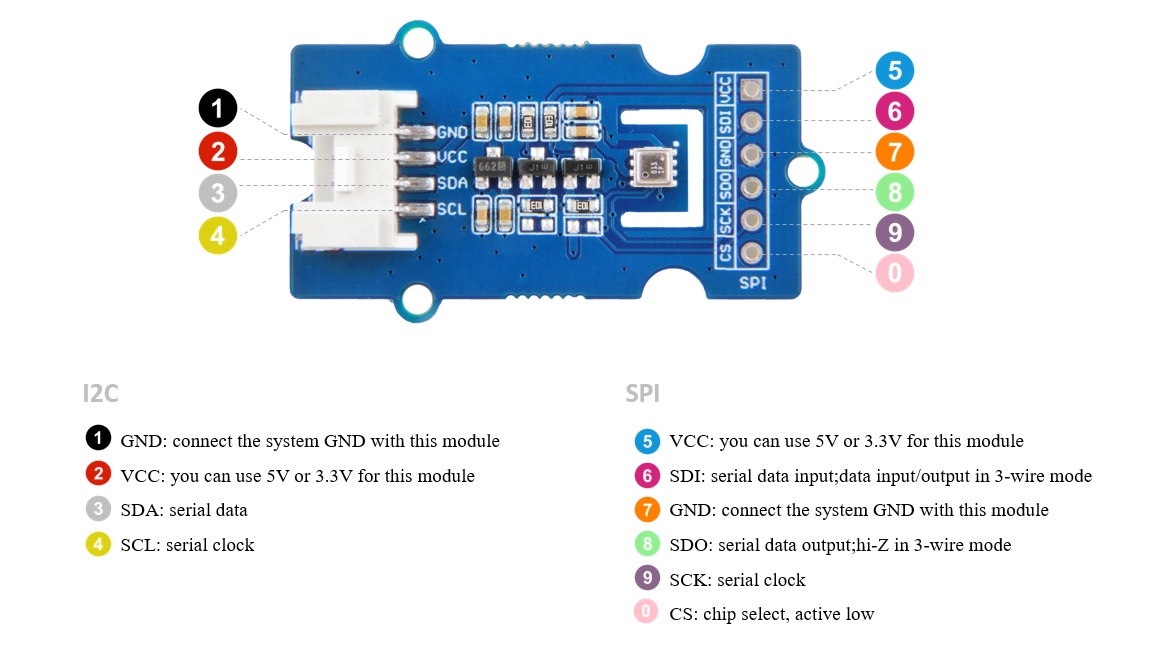 1
2
3
4
GND
VCC
SDA
SCL
662
J1W
J1W
VCC
SDI
GND
SDO
SCK
CS
SPI
5
6
7
8
9
0
I2C
1 GND: connect the system GND with this module
2 VCC: you can use 5V or 3.3V for this module
3 SDA: serial data
4 SCL: serial clock
SPI
5 VCC: you can use 5V or 3.3V for this module
6 SDI: serial data input;data input/output in 3-wire mode
7 GND: connect the system GND with this module
8 SDO: serial data output;hi-Z in 3-wire mode
9 SCK: serial clock
0 CS: chip select, active low